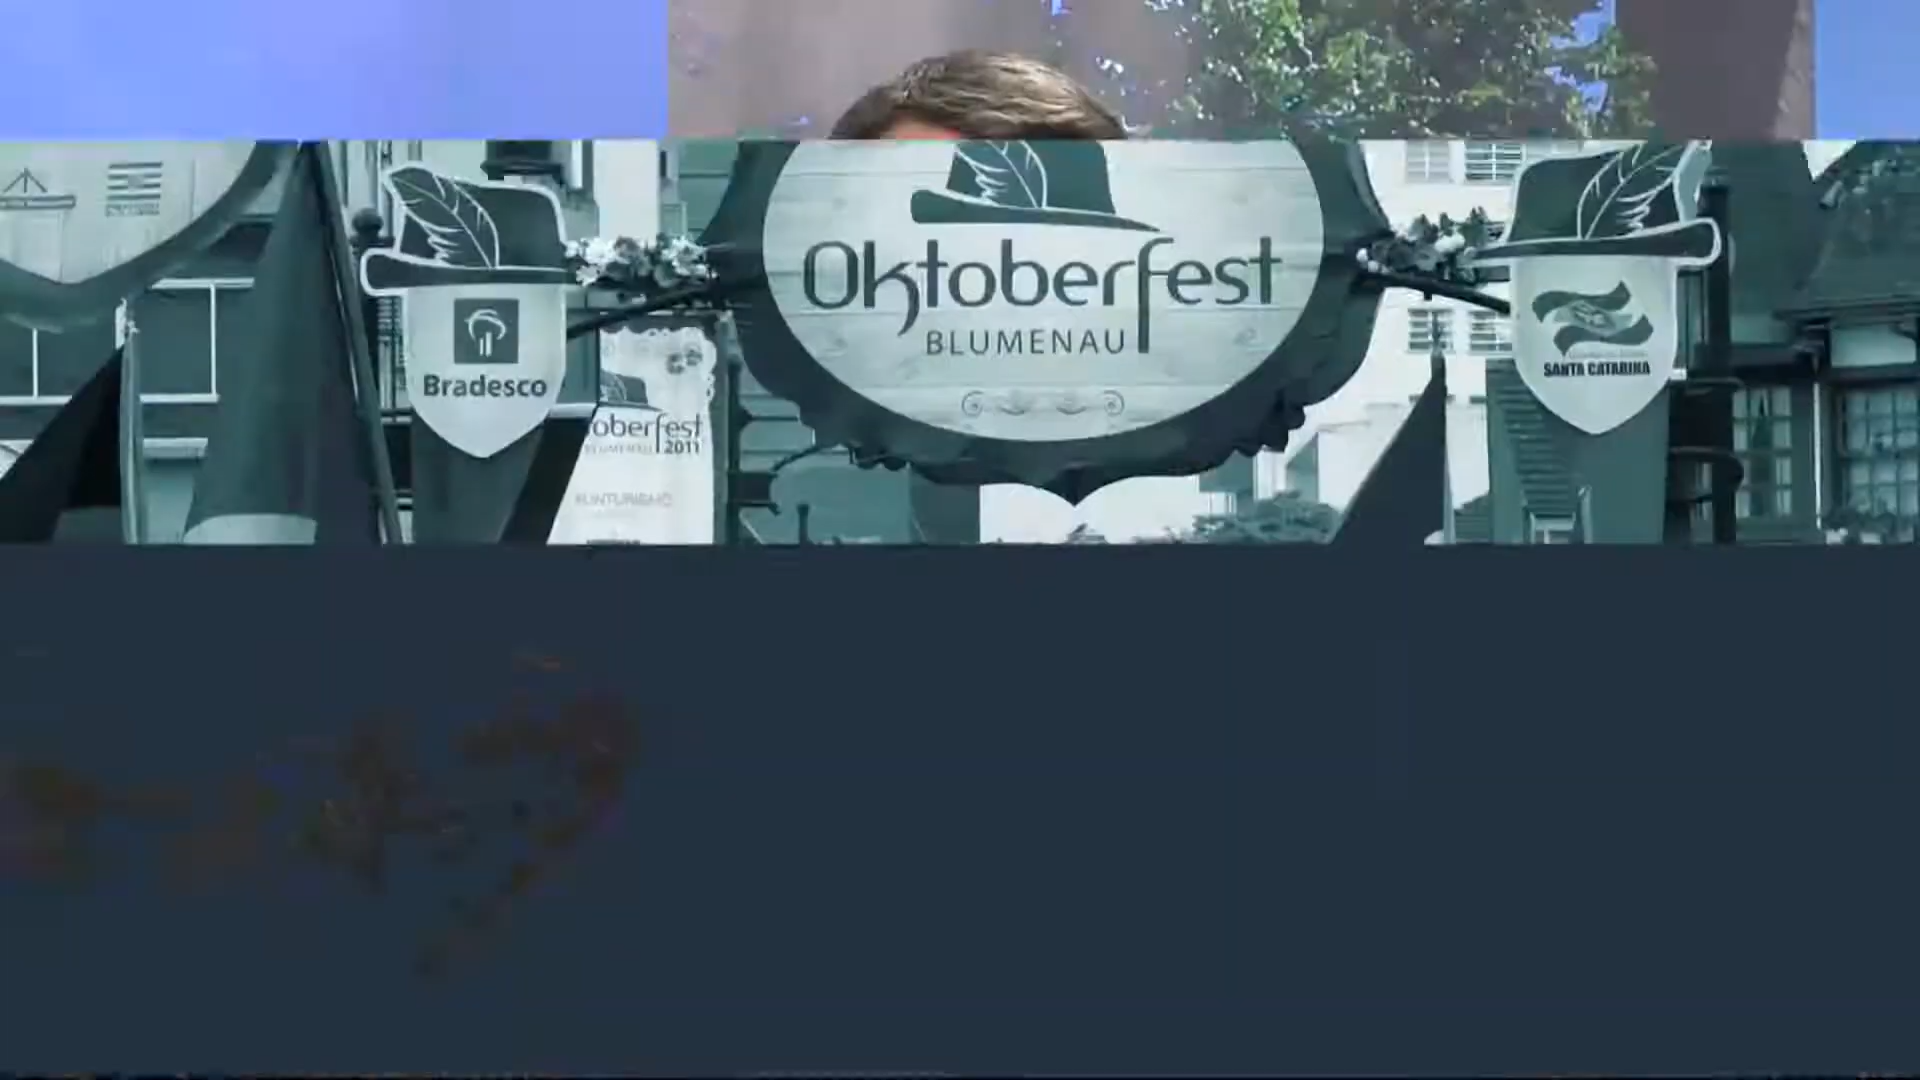 Oktoberfest
BLUMENAU
Bradesco
SANTA CATARINA
oberfest
BLUMENAU 2011